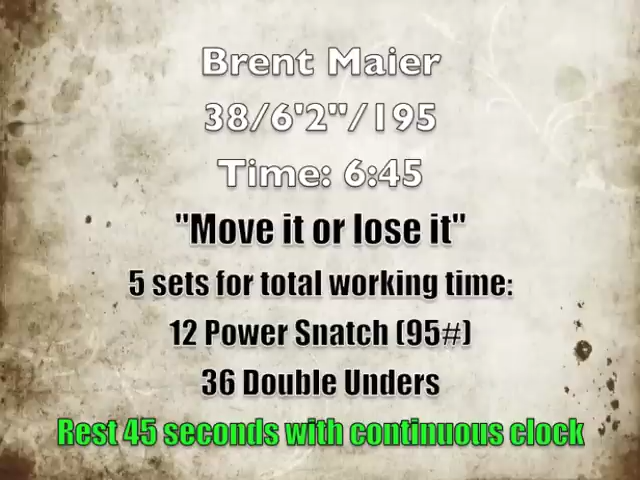 Brent Maier
38/6'2"/195
Time: 6:45
"Move it or lose it"
5 sets for total working time:
12 Power Snatch (95#)
36 Double Unders
Rest 45 seconds with continuous clock